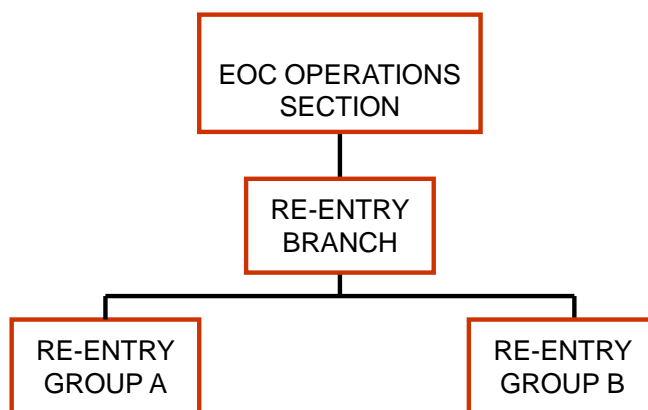 EOC OPERATIONS
SECTION
RE-ENTRY
BRANCH
RE-ENTRY
GROUP A
RE-ENTRY
GROUP B